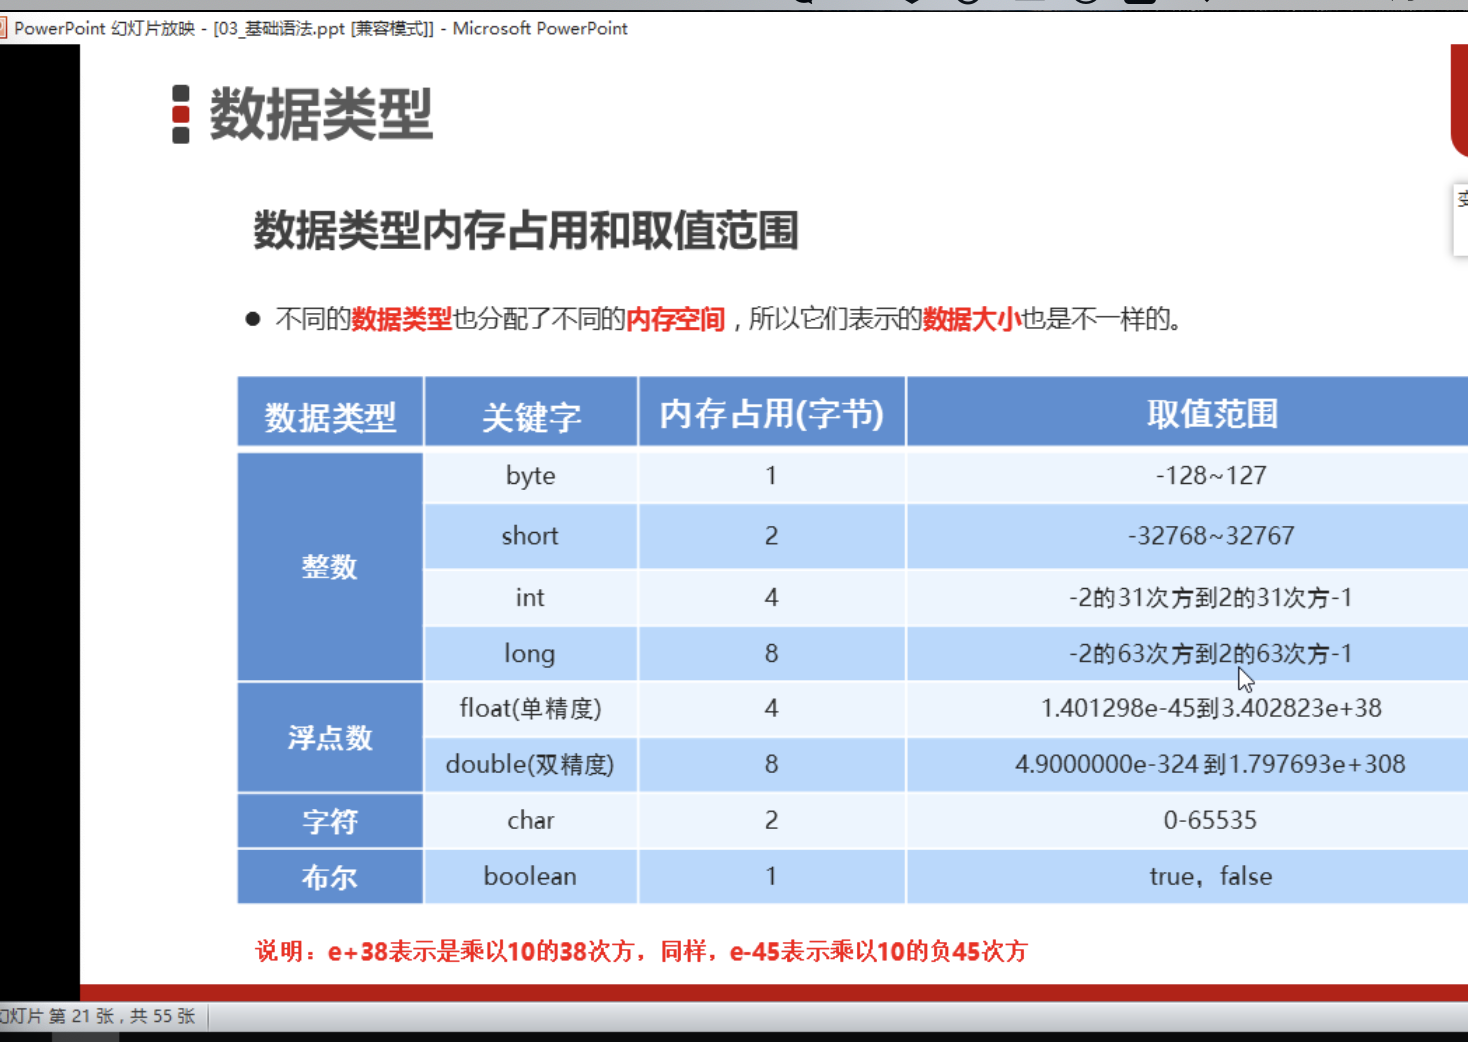 PowerPoint 幻灯片放映 - [03_基础语法.ppt [兼容模式]] - Microsoft PowerPoint
数据类型
数据类型内存占用和取值范围
● 不同的数据类型也分配了不同的内存空间，所以它们表示的数据大小也是不一样的。
数据类型 关键字 内存占用(字节) 取值范围
整数 byte 1 -128~127
short 2 -32768~32767
int 4 -2的31次方到2的31次方-1
long 8 -2的63次方到2的63次方-1
浮点数 float(单精度) 4 1.401298e-45到3.402823e+38
double(双精度) 8 4.9000000e-324到1.797693e+308
字符 char 2 0-65535
布尔 boolean 1 true，false
说明：e+38表示是乘以10的38次方，同样，e-45表示乘以10的负45次方
幻灯片 第 21 张，共 55 张